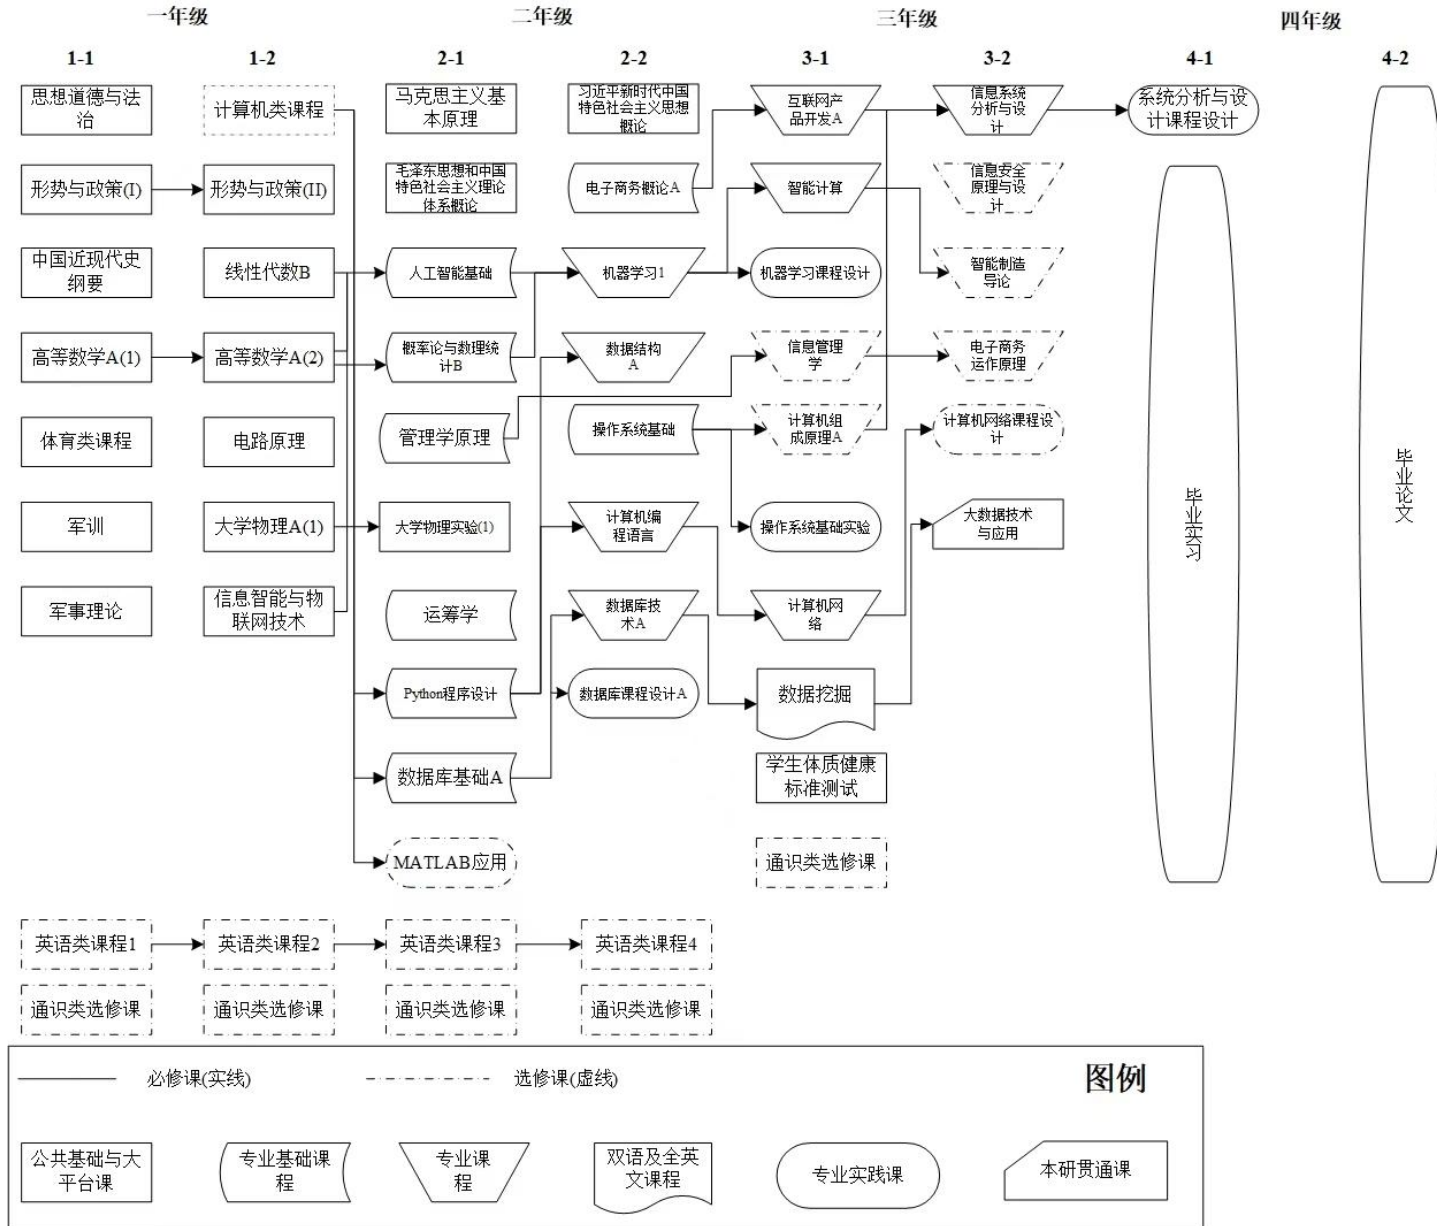 一年级
二年级
三年级
四年级
1-1
1-2
2-1
2-2
3-1
3-2
4-1
4-2
思想道德与法
治
计算机类课程
马克思主义基
本原理
习近平新时代中国
特色社会主义思想
概论
互联网产
品开发A
信息系统
分析与设
计
系统分析与设
计课程设计
形势与政策(I)
形势与政策(II)
毛泽东思想和中国
特色社会主义理论
体系概论
电子商务概论A
智能计算
信息安全
原理与设
计
中国近现代史
纲要
线性代数B
人工智能基础
机器学习1
机器学习课程设计
智能制造
导论
高等数学A(1)
高等数学A(2)
概率论与数理统
计B
数据结构
A
信息管理
学
电子商务
运作原理
体育类课程
电路原理
管理学原理
操作系统基础
计算机组
成原理A
计算机网络课程设
计
毕业实习
毕业论文
军训
大学物理A(1)
大学物理实验(1)
计算机编
程语言
操作系统基础实验
大数据技术
与应用
军事理论
信息智能与物
联网技术
运筹学
数据库技
术A
计算机网
络
Python程序设计
数据库课程设计A
数据挖掘
数据库基础A
学生体质健康
标准测试
MATLAB应用
通识类选修课
英语类课程1
英语类课程2
英语类课程3
英语类课程4
通识类选修课
通识类选修课
通识类选修课
通识类选修课
必修课(实线)
选修课(虚线)
图例
公共基础与大
平台课
专业基础课
程
专业课
程
双语及全英
文课程
专业实践课
本研贯通课